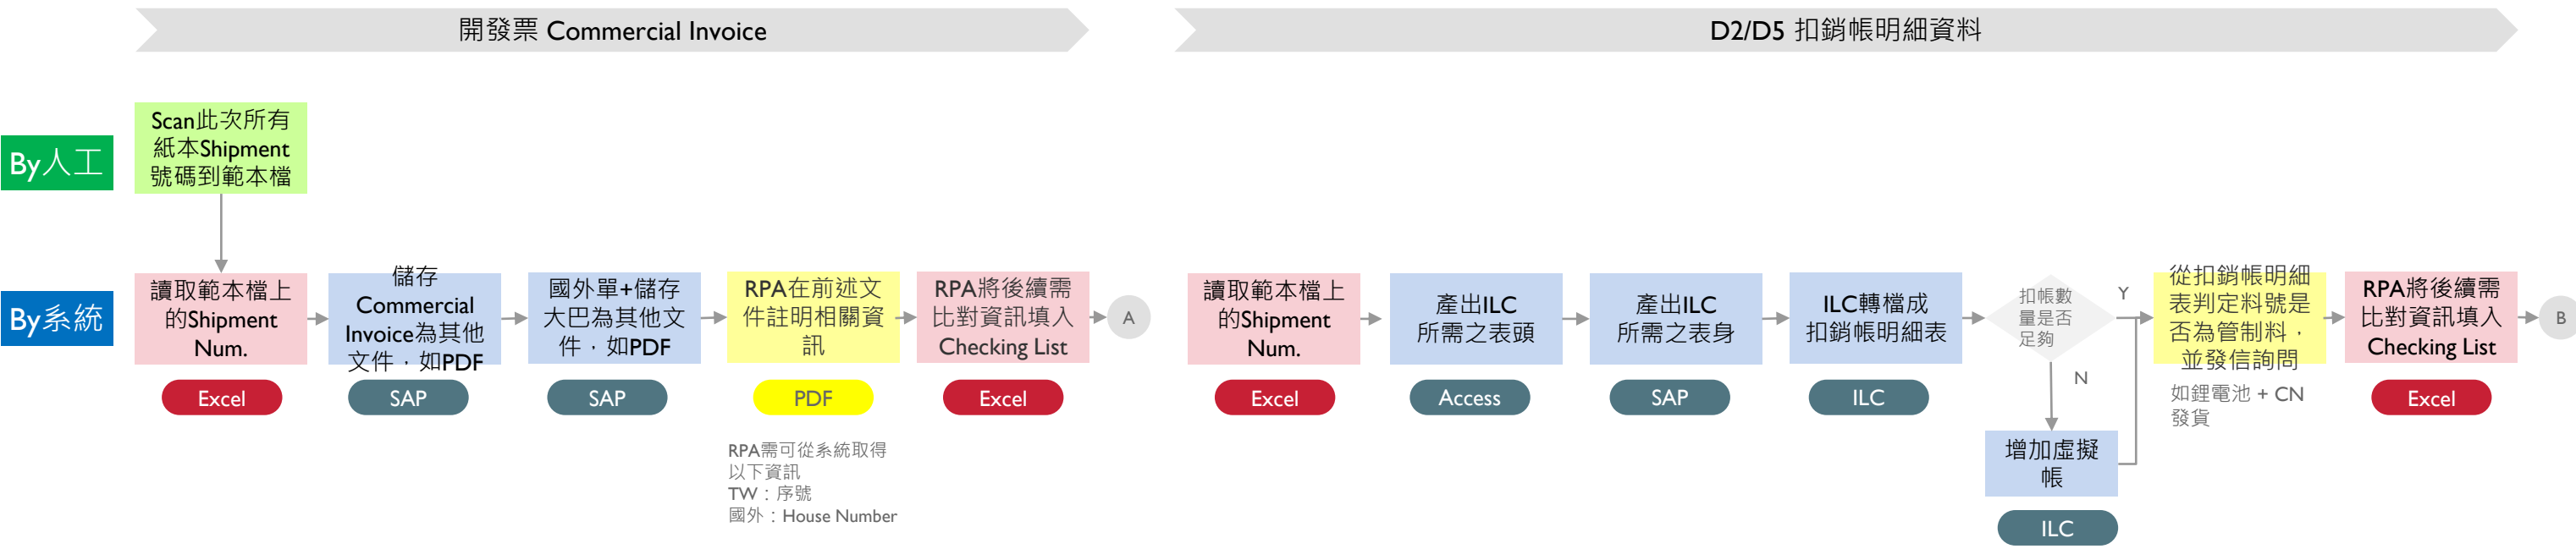 開發票 Commercial Invoice
D2/D5 扣銷帳明細資料
By人工
Scan此次所有
紙本Shipment
號碼到範本檔
By系統
讀取範本檔上
的Shipment
Num.
Excel
儲存
Commercial
Invoice為其他
文件，如PDF
SAP
國外單+儲存
大巴為其他文
件，如PDF
SAP
RPA在前述文
件註明相關資
訊
PDF
RPA需可從系統取得
以下資訊
TW：序號
國外：House Number
RPA將後續需
比對資訊填入
Checking List
Excel
A
讀取範本檔上
的Shipment
Num.
Excel
產出ILC
所需之表頭
Access
產出ILC
所需之表身
SAP
ILC轉檔成
扣銷帳明細表
ILC
扣帳數
量是否
足夠
Y
N
增加虛擬
帳
ILC
從扣銷帳明細
表判定料號是
否為管制料，
並發信詢問
如鋰電池 + CN
發貨
RPA將後續需
比對資訊填入
Checking List
Excel
B